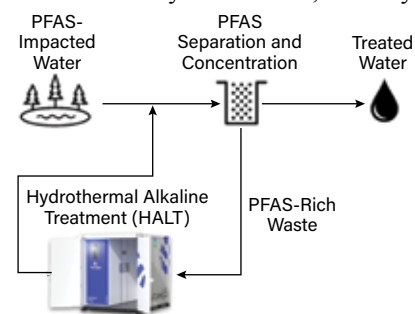 PFAS-
Impacted
Water
PFAS
Separation and
Concentration
Treated
Water
Hydrothermal Alkaline
Treatment (HALT)
PFAS-Rich
Waste